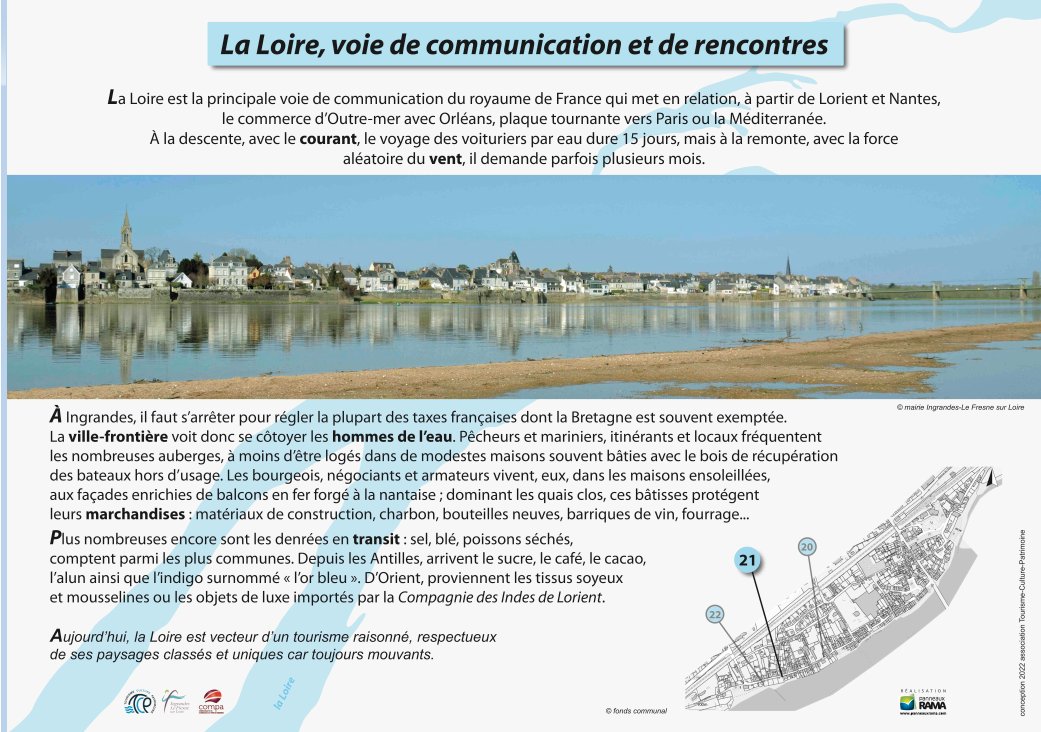 La Loire, voie de communication et de rencontres
La Loire est la principale voie de communication du royaume de France qui met en relation, à partir de Lorient et Nantes,
le commerce d’Outre-mer avec Orléans, plaque tournante vers Paris ou la Méditerranée.
À la descente, avec le courant, le voyage des voituriers par eau dure 15 jours, mais à la remonte, avec la force
aléatoire du vent, il demande parfois plusieurs mois.
© mairie Ingrandes-Le Fresne sur Loire
À Ingrandes, il faut s’arrêter pour régler la plupart des taxes françaises dont la Bretagne est souvent exemptée.
La ville-frontière voit donc se côtoyer les hommes de l’eau. Pêcheurs et mariniers, itinérants et locaux fréquentent
les nombreuses auberges, à moins d’être logés dans de modestes maisons souvent bâties avec le bois de récupération
des bateaux hors d’usage. Les bourgeois, négociants et armateurs vivent, eux, dans les maisons ensoleillées,
aux façades enrichies de balcons en fer forgé à la nantaise ; dominant les quais clos, ces bâtisses protégent
leurs marchandises : matériaux de construction, charbon, bouteilles neuves, barriques de vin, fourrage...
Plus nombreuses encore sont les denrées en transit : sel, blé, poissons séchés,
comptent parmi les plus communes. Depuis les Antilles, arrivent le sucre, le café, le cacao,
l’alun ainsi que l’indigo surnommé « l’or bleu ». D’Orient, proviennent les tissus soyeux
et mousselines ou les objets de luxe importés par la Compagnie des Indes de Lorient.
Aujourd’hui, la Loire est vecteur d’un tourisme raisonné, respectueux
de ses paysages classés et uniques car toujours mouvants.
20
21
22
la Loire
Ingrandes
Le Fresne
sur Loire
compa
© fonds communal
RÉALISATION
panneaux
RAMA
www.panneauxrama.com
conception 2022 association Tourisme-Culture-Patrimoine